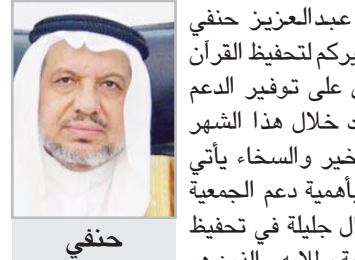 عبدالعزيز حنفي
يركم لتحفيظ القرآن
على توفير الدعم
خلال هذا الشهر
خير والسخاء يأتي
بأهمية دعم الجمعية
ال جليلة في تحفيظ
حنفي